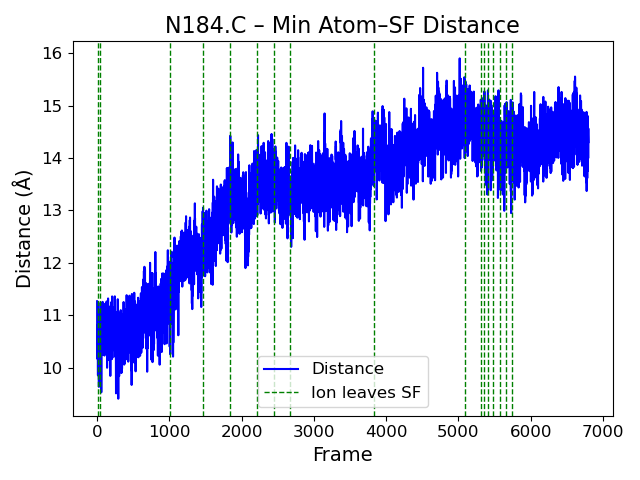 N184.C – Min Atom–SF Distance
Distance (Å)
16
15
14
13
12
11
10
Distance
Ion leaves SF
0 1000 2000 3000 4000 5000 6000 7000
Frame